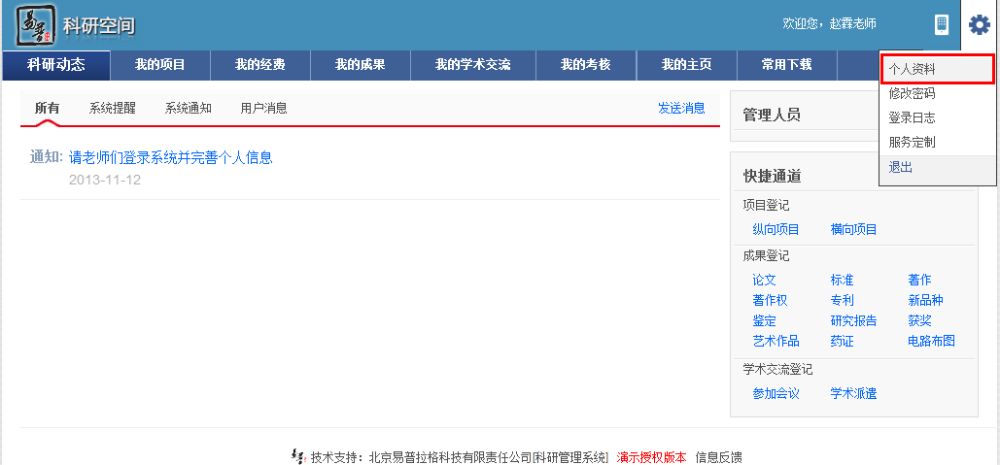 易普 科研空间
欢迎您，赵霖老师
科研动态 我的项目 我的经费 我的成果 我的学术交流 我的考核 我的主页 常用下载
个人资料
修改密码
登录日志
服务定制
退出
所有 系统提醒 系统通知 用户消息 发送消息
通知: 请老师们登录系统并完善个人信息
2013-11-12
管理人员
快捷通道
项目登记
纵向项目 横向项目
成果登记
论文 标准 著作
著作权 专利 新品种
鉴定 研究报告 获奖
艺术作品 药证 电路布图
学术交流登记
参加会议 学术派遣
易普 技术支持：北京易普拉格科技有限责任公司[科研管理系统] 演示授权版本 信息反馈